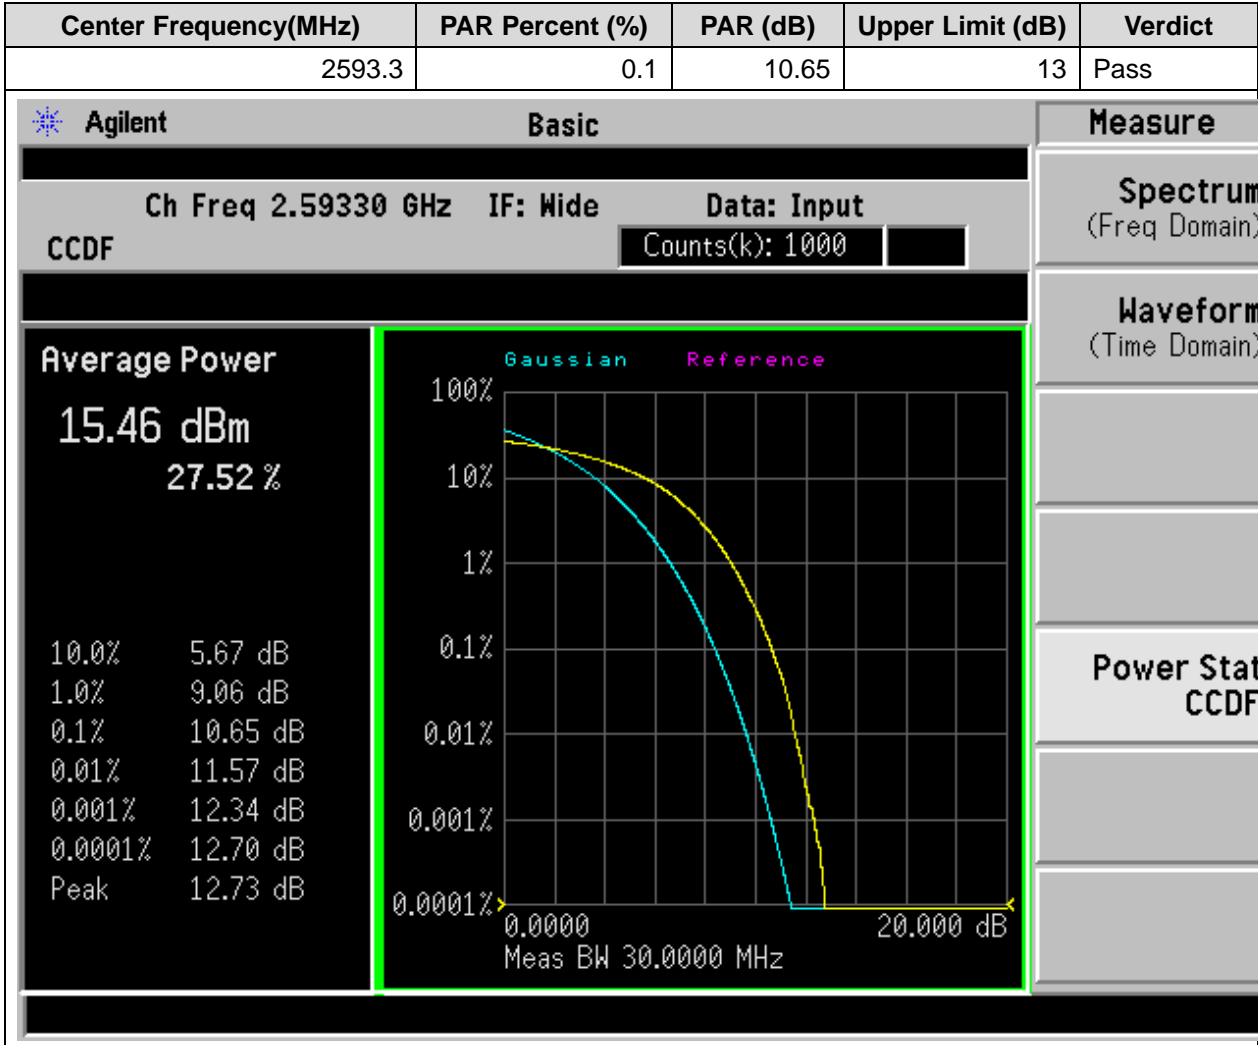 Center Frequency(MHz) PAR Percent (%) PAR (dB) Upper Limit (dB) Verdict
2593.3 0.1 10.65 13 Pass
Agilent Basic Measure
Ch Freq 2.59330 GHz IF: Wide Data: Input
CCDF Counts(k): 1000
Spectrum
(Freq Domain)
Waveform
(Time Domain)
Power Stat
CCDF
Average Power
15.46 dBm
27.52 %
10.0% 5.67 dB
1.0% 9.06 dB
0.1% 10.65 dB
0.01% 11.57 dB
0.001% 12.34 dB
0.0001% 12.70 dB
Peak 12.73 dB
Gaussian Reference
100%
10%
1%
0.1%
0.01%
0.001%
0.0001%
0.0000 20.000 dB
Meas BW 30.0000 MHz